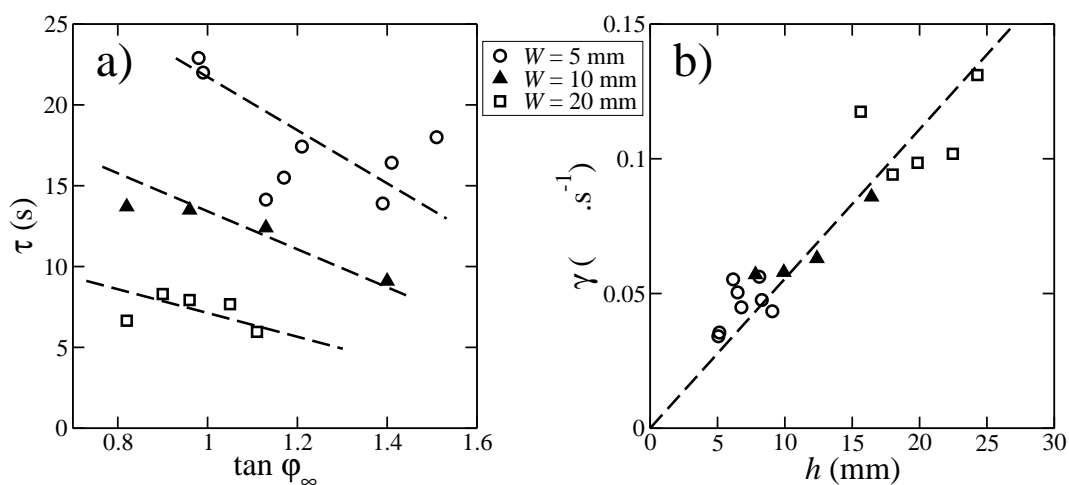 a)
25
20
15
10
5
0
τ (s)
0.8
1
1.2
1.4
1.6
tan φ∞
W = 5 mm
W = 10 mm
W = 20 mm
b)
0.15
0.1
0.05
0
γ ( .s-1)
0
5
10
15
20
25
30
h (mm)